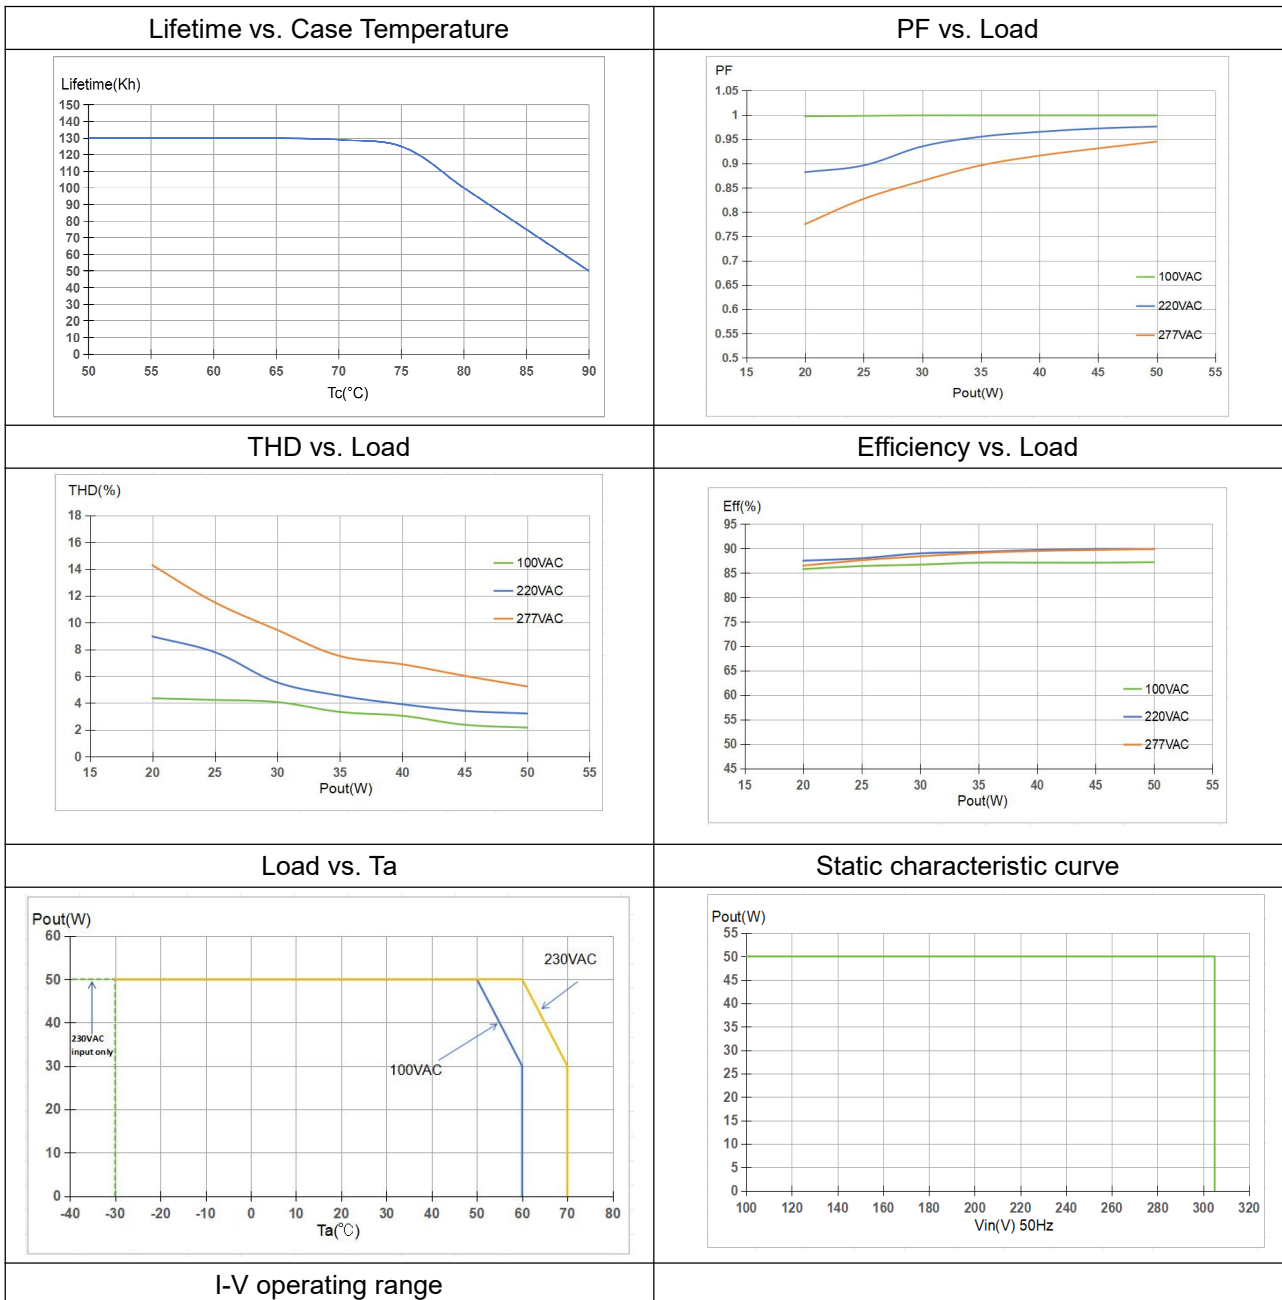 Lifetime vs. Case Temperature
PF vs. Load
Lifetime(Kh)
150
140
130
120
110
100
90
80
70
60
50
40
30
20
10
0
50 55 60 65 70 75 80 85 90
Tc(°C)
PF
1.05
1
0.95
0.9
0.85
0.8
0.75
0.7
0.65
0.6
0.55
0.5
100VAC
220VAC
277VAC
15 20 25 30 35 40 45 50 55
Pout(W)
THD vs. Load
Efficiency vs. Load
THD(%)
18
16
14
12
10
8
6
4
2
0
100VAC
220VAC
277VAC
15 20 25 30 35 40 45 50 55
Pout(W)
Eff(%)
95
90
85
80
75
70
65
60
55
50
45
100VAC
220VAC
277VAC
15 20 25 30 35 40 45 50 55
Pout(W)
Load vs. Ta
Static characteristic curve
Pout(W)
60
50
40
30
20
10
0
230VAC
230VAC
input only
100VAC
-40 -30 -20 -10 0 10 20 30 40 50 60 70 80
Ta(℃)
Pout(W)
55
50
45
40
35
30
25
20
15
10
5
0
100 120 140 160 180 200 220 240 260 280 300 320
Vin(V) 50Hz
I-V operating range